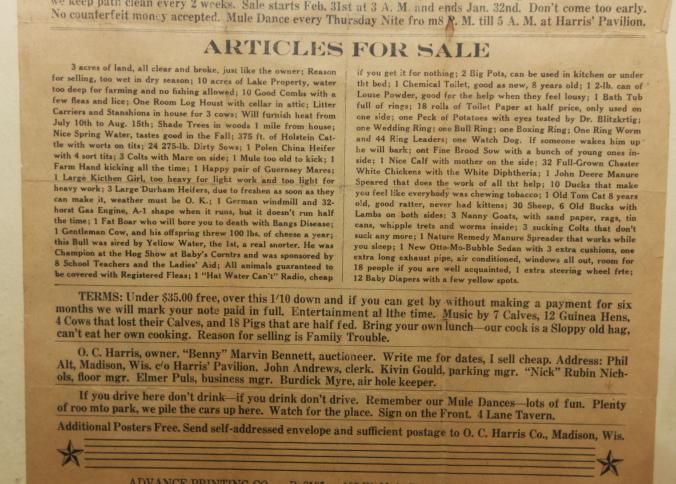 we keep path clean every 2 weeks. Sale starts Feb. 31st at 3 A. M. and ends Jan. 32nd. Don't come too early.
No counterfeit money accepted. Mule Dance every Thursday Nite fro m8 P. M. till 5 A. M. at Harris' Pavilion.
ARTICLES FOR SALE
3 acres of land, all clear and broke, just like the owner; Reason
for selling, too wet in dry season; 10 acres of Lake Property, water
too deep for farming and no fishing allowed; 10 Good Combs with a
few fleas and lice; One Room Log Houst with cellar in attic; Litter
Carriers and Stanshions in house for 3 cows; Will furnish heat from
July 10th to Aug. 15th; Shade Trees in woods 1 mile from house;
Nice Spring Water, tastes good in the Fall; 375 ft. of Holstein Cat-
tle with worts on tits; 24 275-lb. Dirty Sows; 1 Polen China Heifer
with 4 sort tits; 3 Colts with Mare on side; 1 Mule too old to kick; 1
Farm Hand kicking all the time; 1 Happy pair of Guernsey Mares;
1 Large Kicthen Girl, too heavy for light work and too light for
heavy work; 3 Large Durham Heifers, due to freshen as soon as they
can make it, weather must be O. K.; 1 German windmill and 32-
horst Gas Engine, A-1 shape when it runs, but it doesn't run half
the time; 1 Fat Boar who will bore you to death with Bangs Disease;
1 Gentleman Cow, and his offspring threw 100 lbs. of cheese a year;
this Bull was sired by Yellow Water, the 1st, a real snorter. He was
Champion at the Hog Show at Baby's Corntrs and was sponsored by
8 School Teachers and the Ladies' Aid; All animals guaranteed to
be covered with Registered Fleas; 1 "Hat Water Can't" Radio, cheap
if you get it for nothing; 2 Big Pots, can be used in kitchen or under
tht bed; 1 Chemical Toilet, good as new, 8 years old; 1 2-lb. can of
Louse Powder, good for the help when they feel lousy; 1 Bath Tub
full of rings; 18 rolls of Toilet Paper at half price, only used on
one side; one Peck of Potatoes with eyes tested by Dr. Blitzkrtig;
one Wedding Ring; one Bull Ring; one Boxing Ring; One Ring Worm
and 44 Ring Leaders; one Watch Dog. If someone wakes him up
he will bark; ont Fine Brood Sow with a bunch of young ones in-
side; 1 Nice Calf with mother on the side; 32 Full-Grown Chester
White Chickens with the White Diphtheria; 1 John Deere Manure
Speared that does the work of all tht help; 10 Ducks that make
you feel like everybody was chewing tobacco; 1 Old Tom Cat 8 years
old, good ratter, never had kittens; 30 Sheep, 6 Old Bucks with
Lambs on both sides; 3 Nanny Goats, with sand paper, rags, tin
cans, whipple trets and worms inside; 3 sucking Colts that don't
suck any more; 1 Nature Remedy Manure Spreader that works while
you sleep; 1 New Otto-Mo-Bubble Sedan with 3 extra cushions, one
extra long exhaust pipe, air conditioned, windows all out, room for
18 people if you are well acquainted, 1 extra steering wheel frte;
12 Baby Diapers with a few yellow spots.
TERMS: Under $35.00 free, over this 1/10 down and if you can get by without making a payment for six
months we will mark your note paid in full. Entertainment al lthe time. Music by 7 Calves, 12 Guinea Hens,
4 Cows that lost their Calves, and 18 Pigs that are half fed. Bring your own lunch—our cock is a Sloppy old hag,
can't eat her own cooking. Reason for selling is Family Trouble.
O. C. Harris, owner. "Benny" Marvin Bennett, auctioneer. Write me for dates, I sell cheap. Address: Phil
Alt, Madison, Wis. c/o Harris' Pavilion. John Andrews, clerk. Kivin Gould, parking mgr. "Nick" Rubin Nich-
ols, floor mgr. Elmer Puls, business mgr. Burdick Myre, air hole keeper.
If you drive here don't drink—if you drink don't drive. Remember our Mule Dances—lots of fun. Plenty
of roo mto park, we pile the cars up here. Watch for the place. Sign on the Front. 4 Lane Tavern.
Additional Posters Free. Send self-addressed envelope and sufficient postage to O. C. Harris Co., Madison, Wis.
ADVANCE PRINTING CO.